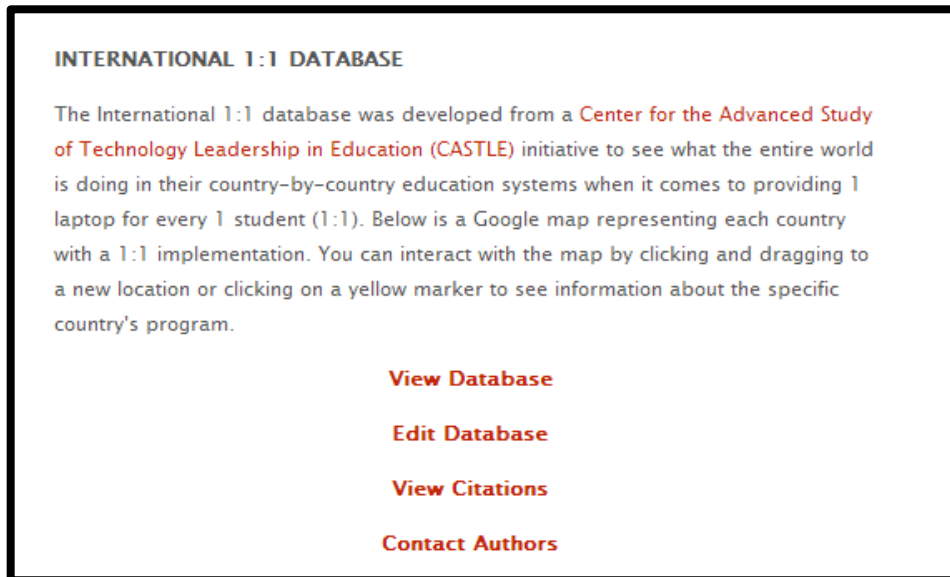 INTERNATIONAL 1:1 DATABASE
The International 1:1 database was developed from a Center for the Advanced Study
of Technology Leadership in Education (CASTLE) initiative to see what the entire world
is doing in their country-by-country education systems when it comes to providing 1
laptop for every 1 student (1:1). Below is a Google map representing each country
with a 1:1 implementation. You can interact with the map by clicking and dragging to
a new location or clicking on a yellow marker to see information about the specific
country's program.
View Database
Edit Database
View Citations
Contact Authors